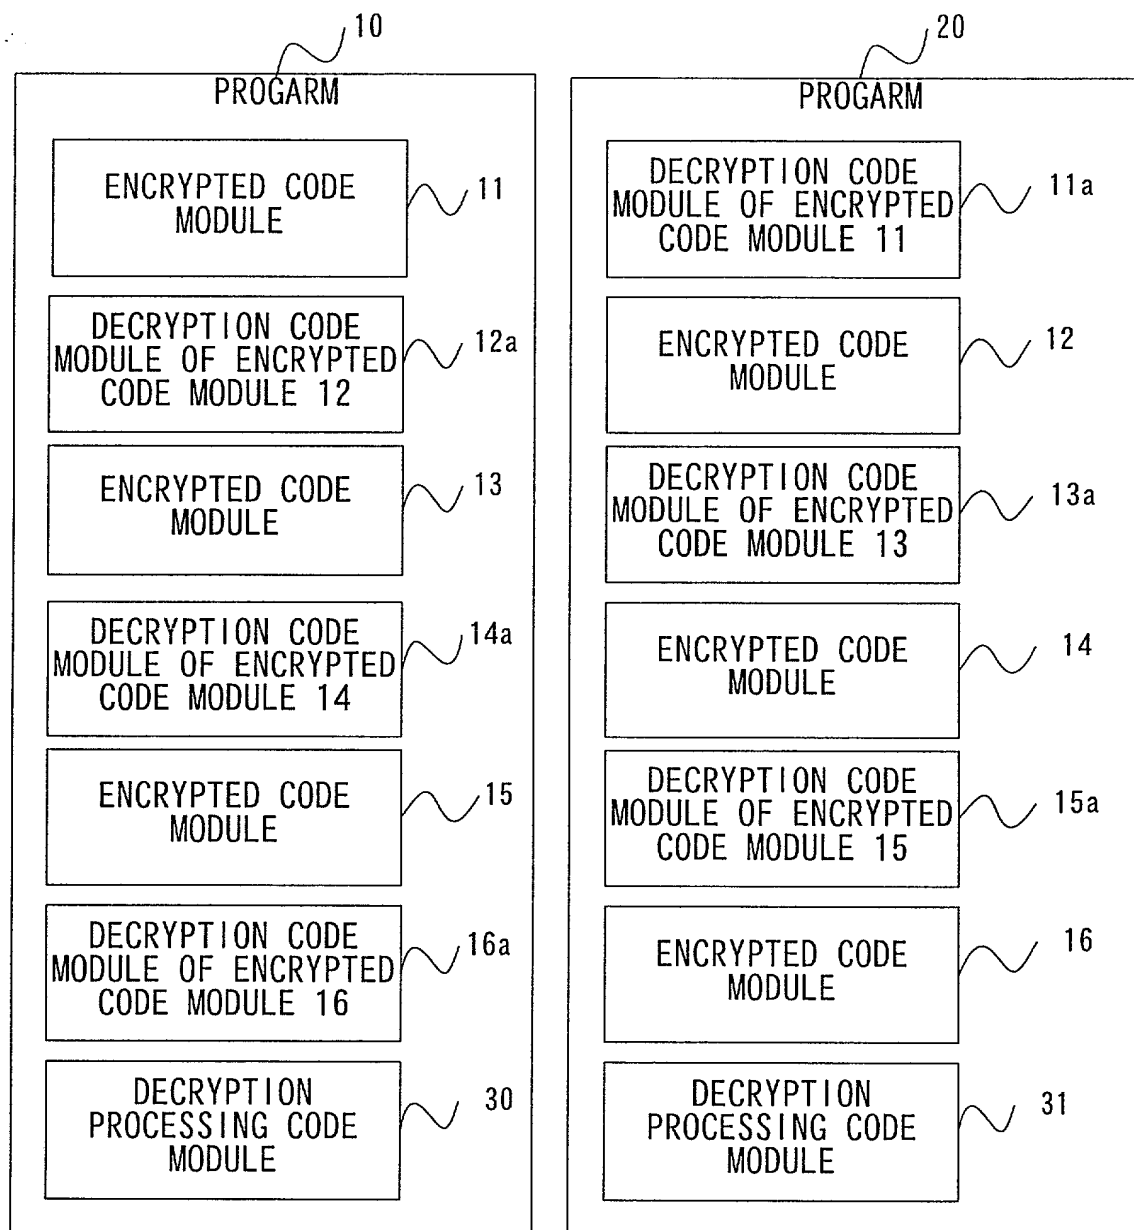 10
PROGARM
ENCRYPTED CODE
MODULE
11
DECRYPTION CODE
MODULE OF ENCRYPTED
CODE MODULE 12
12a
ENCRYPTED CODE
MODULE
13
DECRYPTION CODE
MODULE OF ENCRYPTED
CODE MODULE 14
14a
ENCRYPTED CODE
MODULE
15
DECRYPTION CODE
MODULE OF ENCRYPTED
CODE MODULE 16
16a
DECRYPTION
PROCESSING CODE
MODULE
30
20
PROGARM
DECRYPTION CODE
MODULE OF ENCRYPTED
CODE MODULE 11
11a
ENCRYPTED CODE
MODULE
12
DECRYPTION CODE
MODULE OF ENCRYPTED
CODE MODULE 13
13a
ENCRYPTED CODE
MODULE
14
DECRYPTION CODE
MODULE OF ENCRYPTED
CODE MODULE 15
15a
ENCRYPTED CODE
MODULE
16
DECRYPTION
PROCESSING CODE
MODULE
31